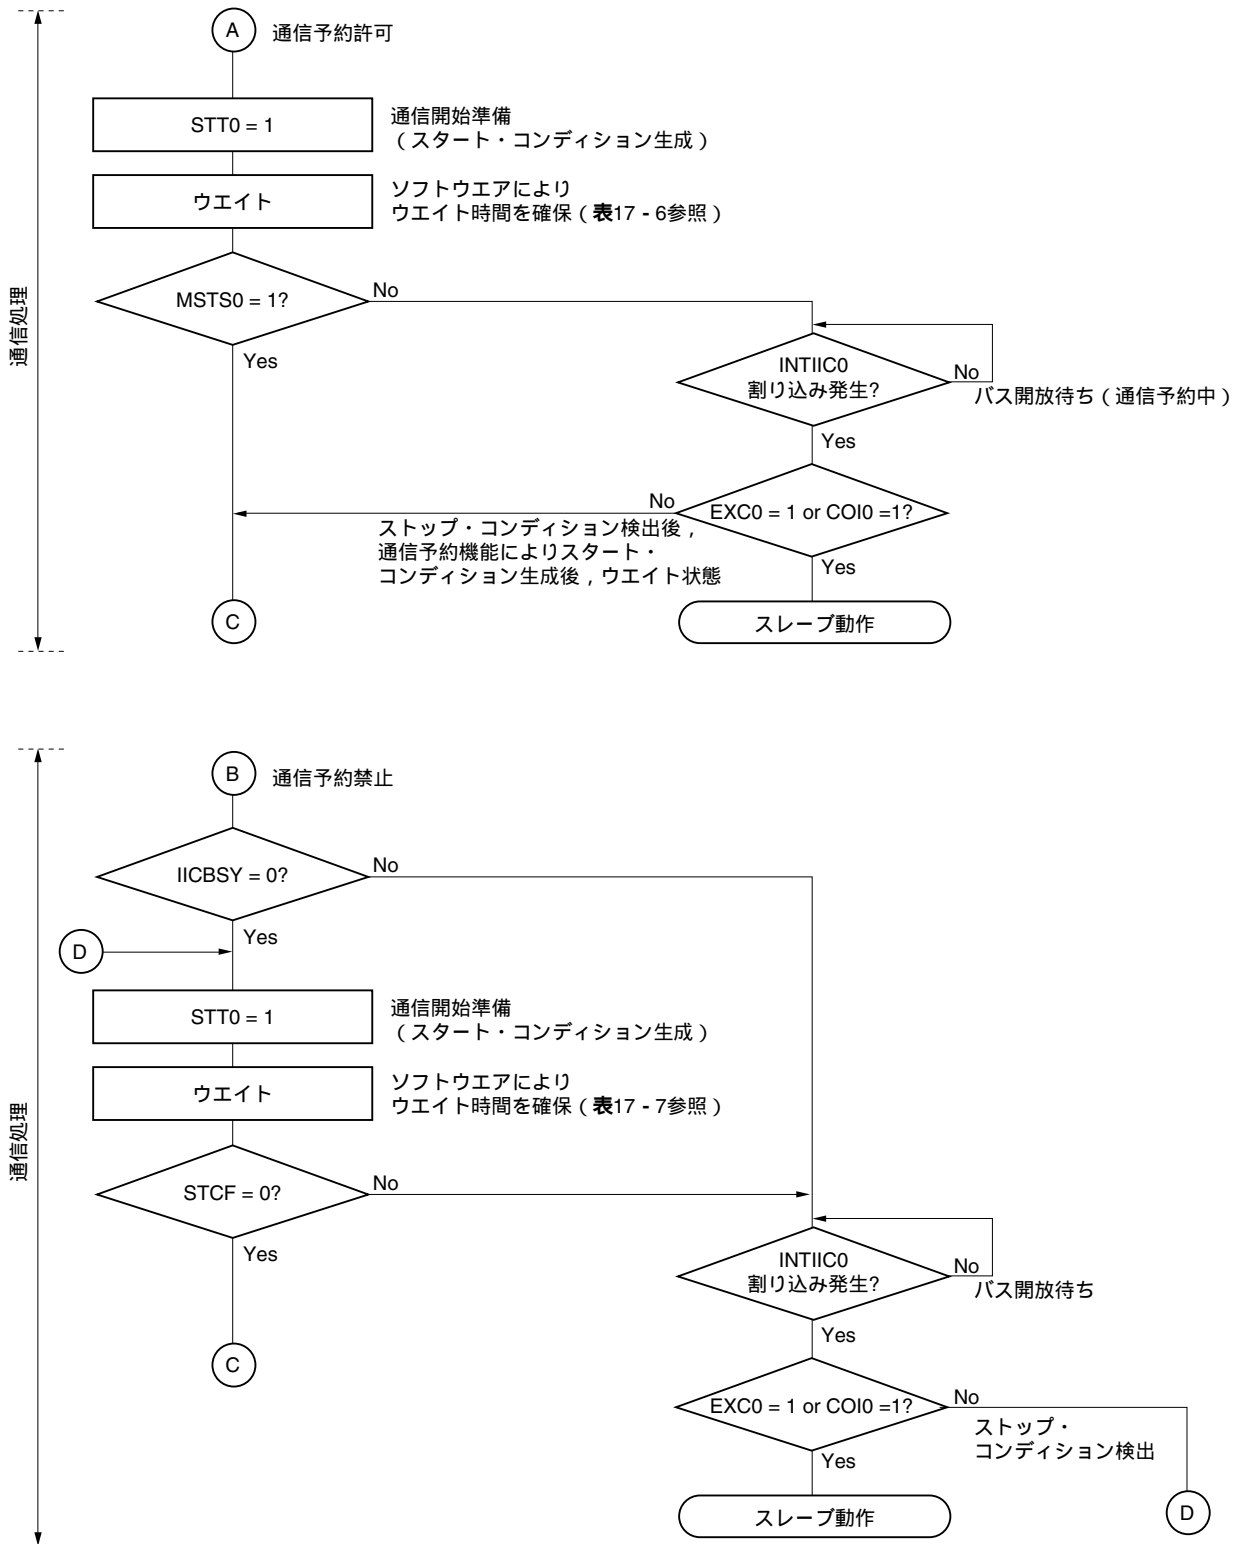 A 通信予約許可
STT0 = 1
通信開始準備
（スタート・コンディション生成）
ウエイト
ソフトウエアにより
ウエイト時間を確保（表17 - 6参照）
通信処理
MSTS0 = 1?
No
Yes
INTIIC0
割り込み発生?
No
バス開放待ち（通信予約中）
Yes
EXC0 = 1 or COI0 =1?
No
ストップ・コンディション検出後，
通信予約機能によりスタート・
コンディション生成後，ウエイト状態
Yes
C
スレーブ動作
B 通信予約禁止
IICBSY = 0?
No
Yes
D
STT0 = 1
通信開始準備
（スタート・コンディション生成）
ウエイト
ソフトウエアにより
ウエイト時間を確保（表17 - 7参照）
通信処理
STCF = 0?
No
Yes
INTIIC0
割り込み発生?
No
バス開放待ち
Yes
C
EXC0 = 1 or COI0 =1?
No
ストップ・
コンディション検出
Yes
スレーブ動作
D